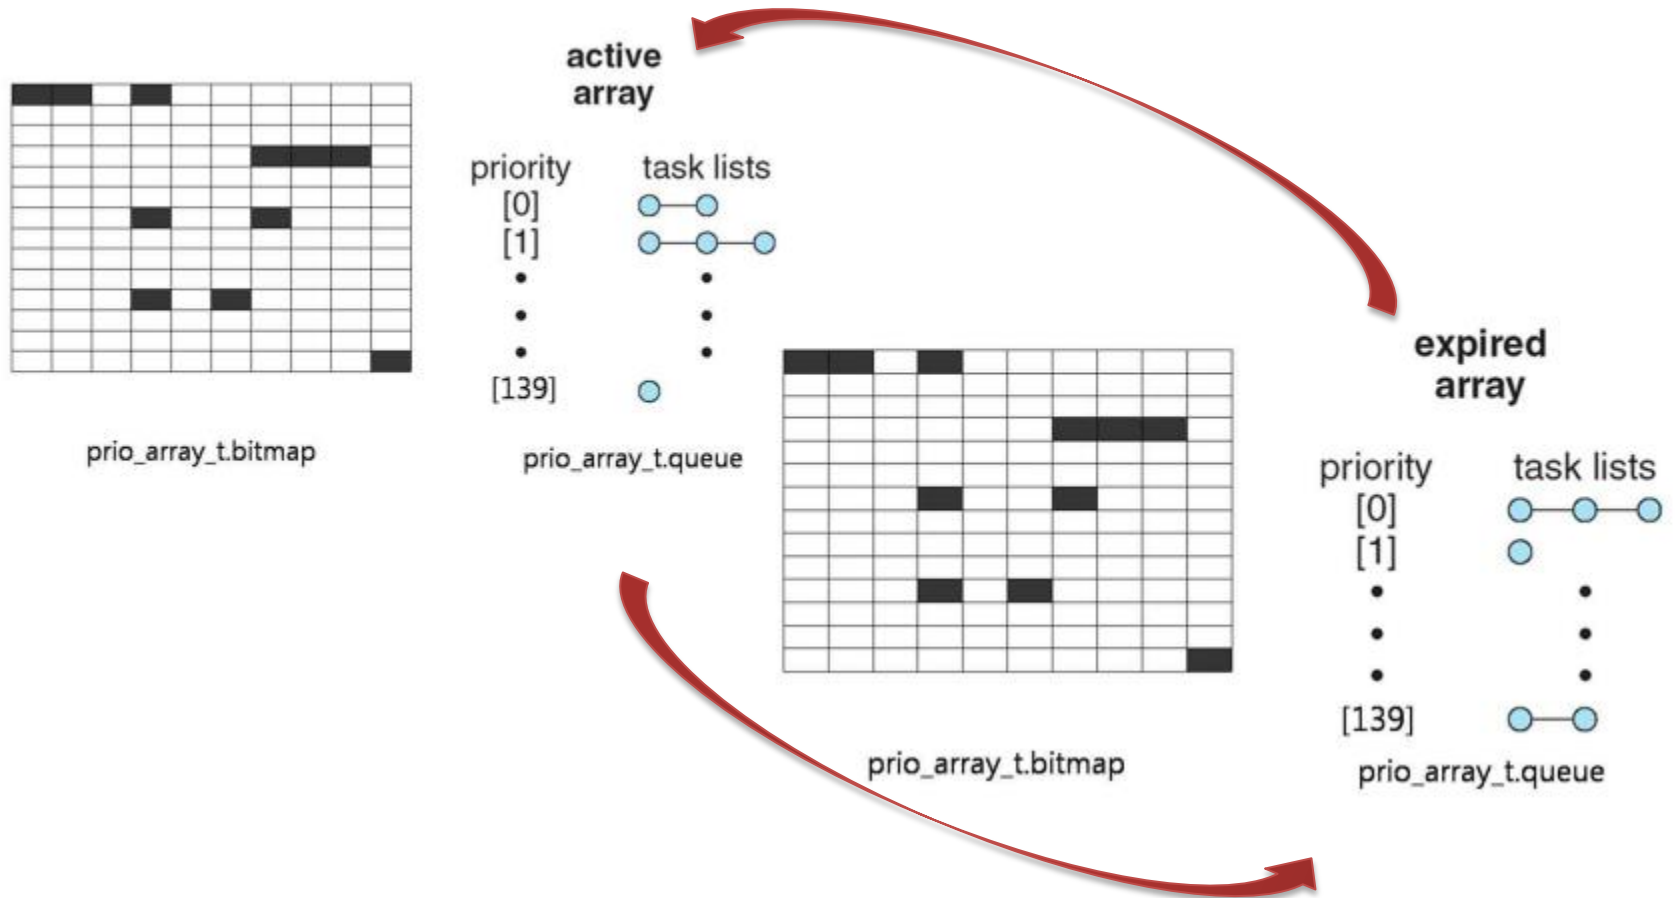 active
array
priority task lists
[0]
[1]
[139]
prio_array_t.bitmap
prio_array_t.queue
expired
array
priority task lists
[0]
[1]
[139]
prio_array_t.bitmap
prio_array_t.queue